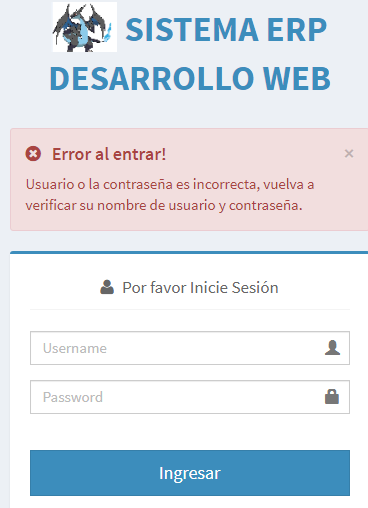 SISTEMA ERP
DESARROLLO WEB
Error al entrar!
×
Usuario o la contraseña es incorrecta, vuelva a
verificar su nombre de usuario y contraseña.
Por favor Inicie Sesión
Username
Password
Ingresar